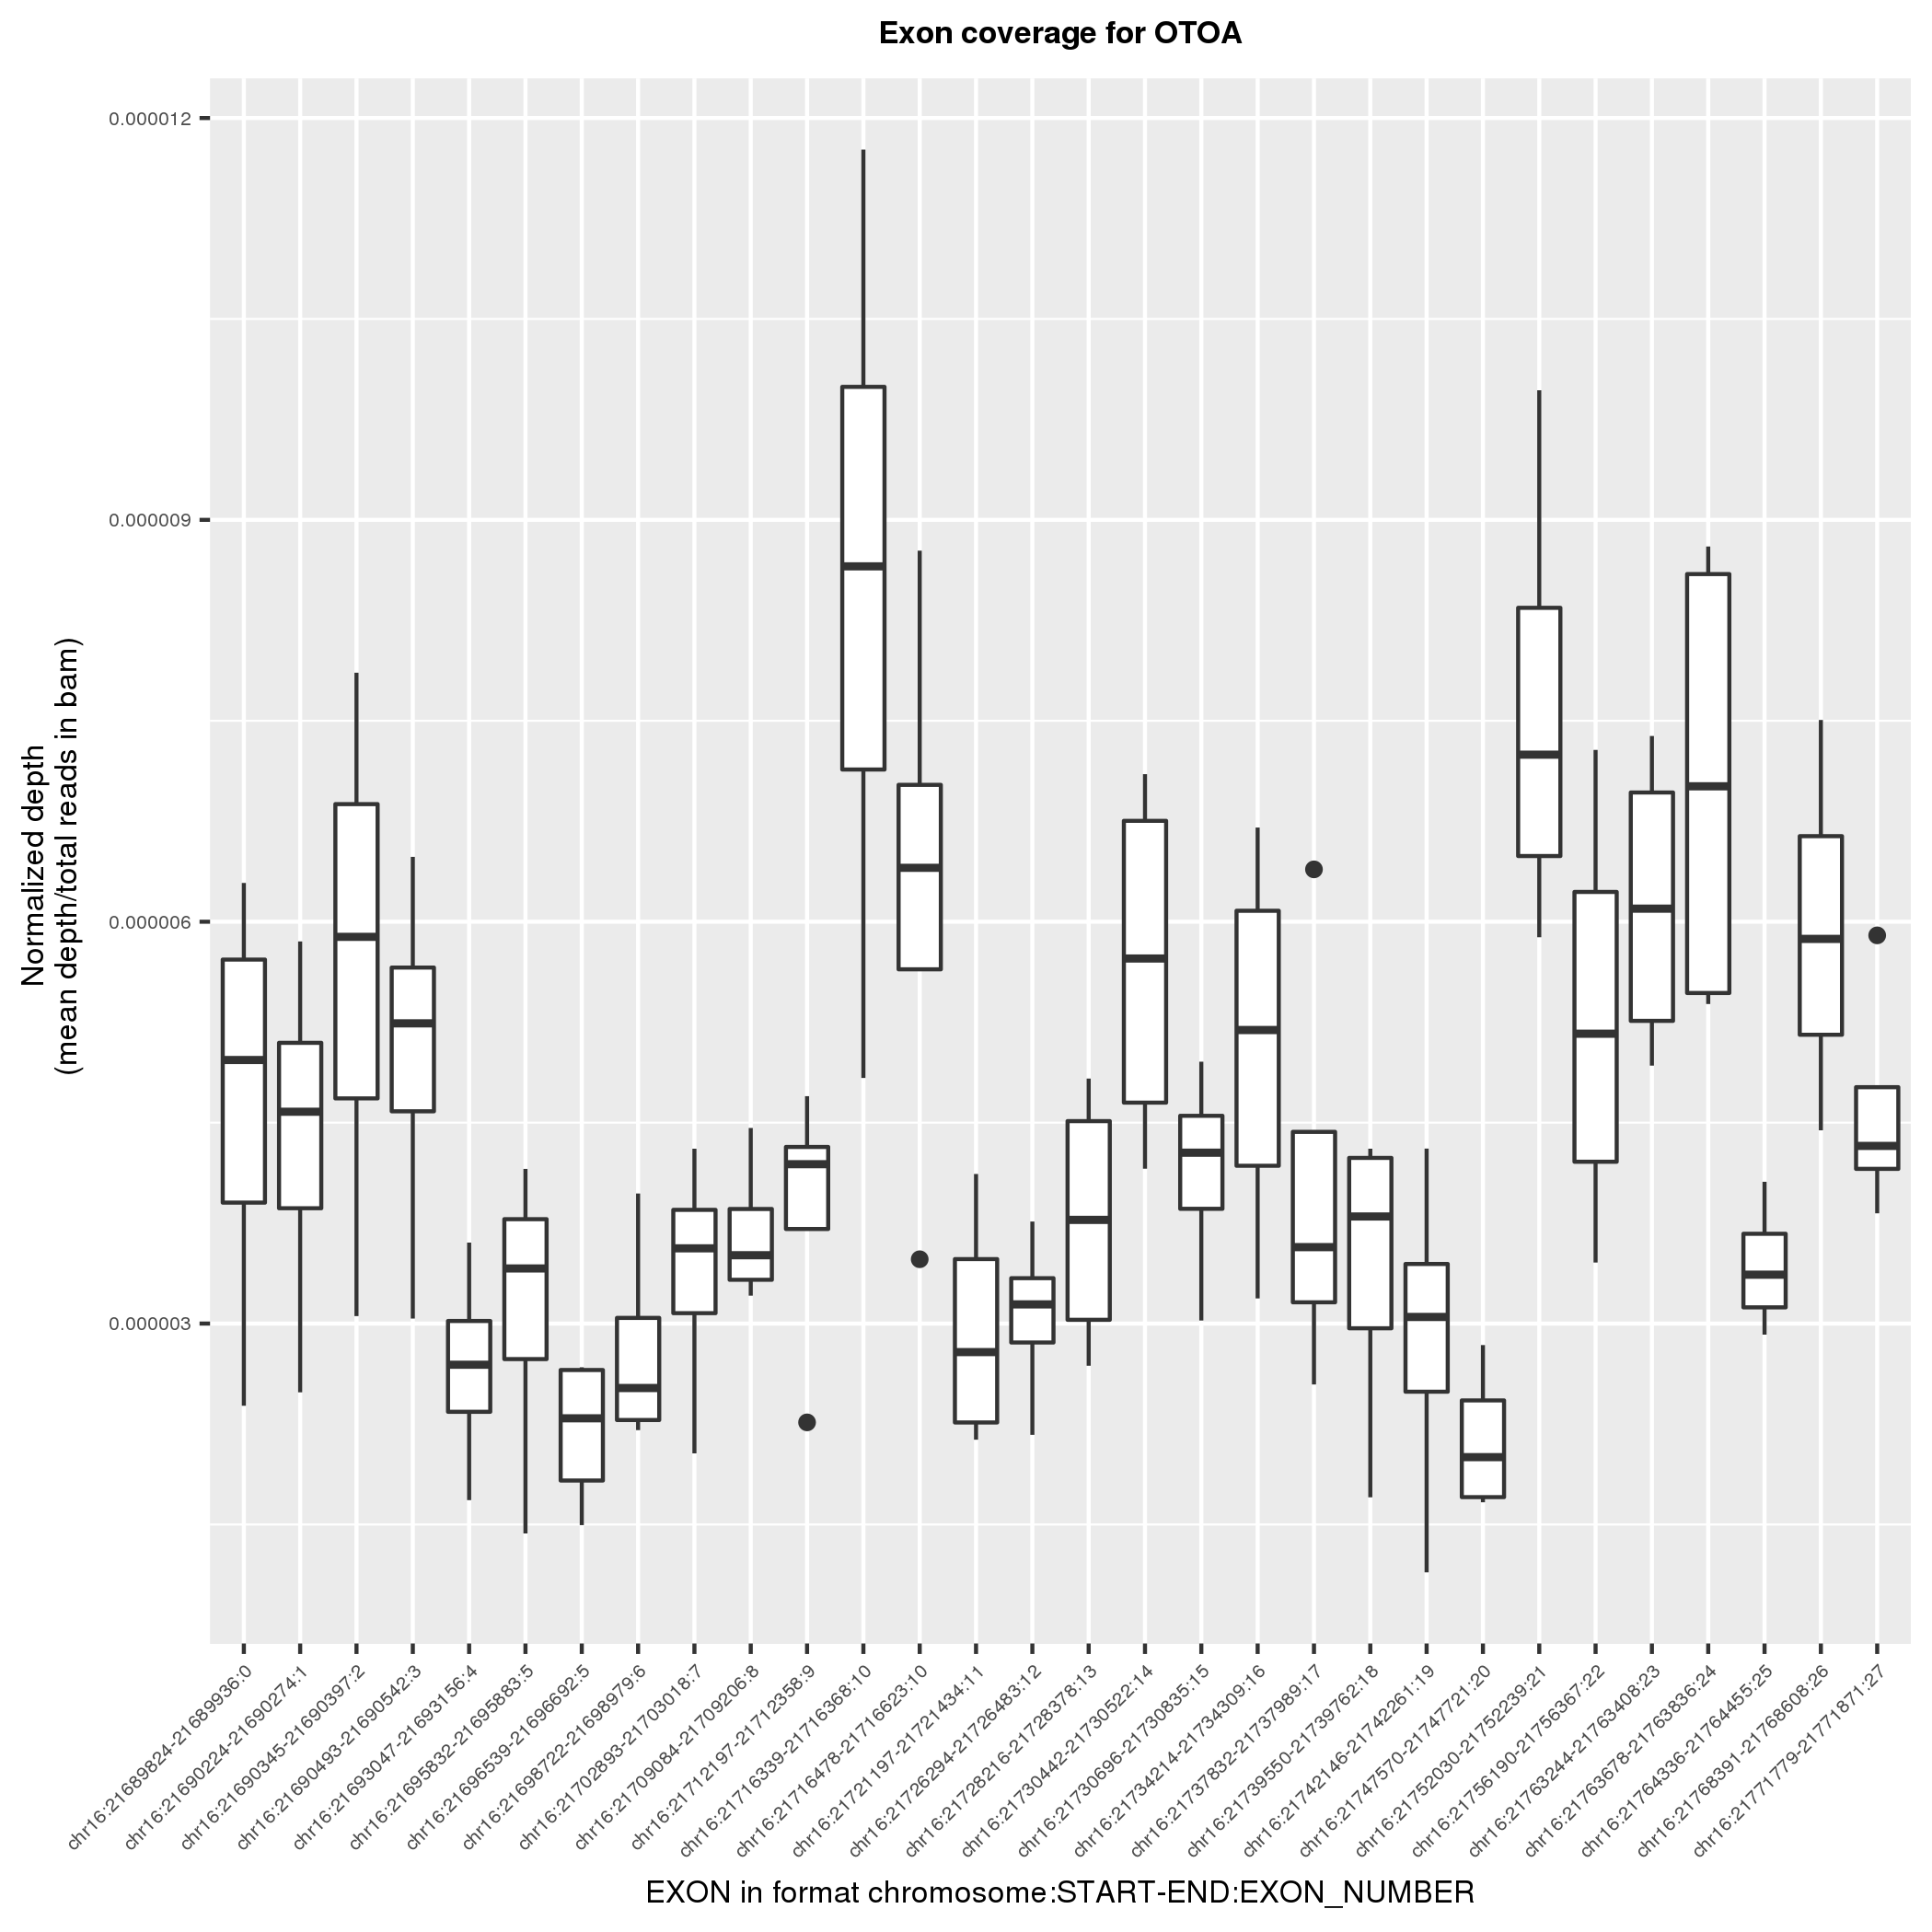 Exon coverage for OTOA
0.000012
0.000009
0.000006
0.000003
Normalized depth
(mean depth/total reads in bam)
chr16:21689824-21689936:0
chr16:21690224-21690274:1
chr16:21690345-21690397:2
chr16:21690493-21690542:3
chr16:21693047-21693156:4
chr16:21695832-21695883:5
chr16:21696539-21696692:5
chr16:21698722-21698979:6
chr16:21702893-21703018:7
chr16:21709084-21709206:8
chr16:21712197-21712358:9
chr16:21716339-21716368:10
chr16:21716478-21716623:10
chr16:21721197-21721434:11
chr16:21726294-21726483:12
chr16:21728216-21728378:13
chr16:21730442-21730522:14
chr16:21730696-21730835:15
chr16:21734214-21734309:16
chr16:21737832-21737989:17
chr16:21739550-21739762:18
chr16:21742146-21742261:19
chr16:21747570-21747721:20
chr16:21752030-21752239:21
chr16:21756190-21756367:22
chr16:21763244-21763408:23
chr16:21763678-21763836:24
chr16:21764336-21764455:25
chr16:21768391-21768608:26
chr16:21771779-21771871:27
EXON in format chromosome:START-END:EXON_NUMBER